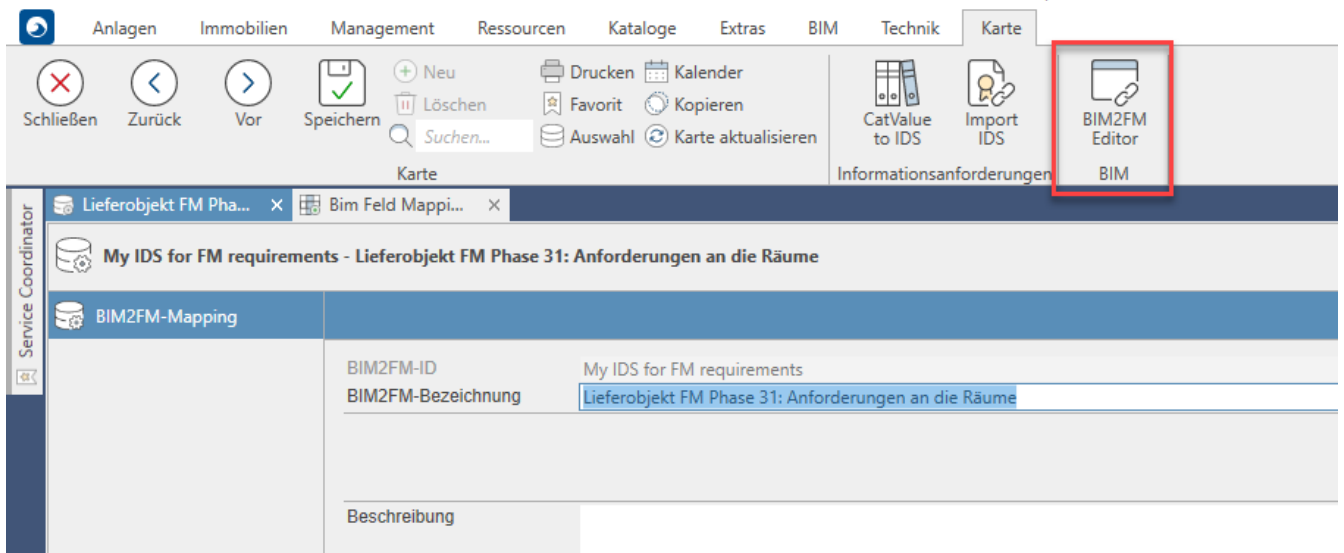 Anlagen Immobilien Management Ressourcen Kataloge Extras BIM Technik Karte
Schließen Zurück Vor Speichern
Neu
Löschen
Suchen...
Drucken Kalender
Favorit Kopieren
Auswahl Karte aktualisieren
Karte
CatValue
to IDS
Import
IDS
Informationsanforderungen
BIM2FM
Editor
BIM
Service Coordinator
Lieferobjekt FM Pha... Bim Feld Mappi...
My IDS for FM requirements - Lieferobjekt FM Phase 31: Anforderungen an die Räume
BIM2FM-Mapping
BIM2FM-ID My IDS for FM requirements
BIM2FM-Bezeichnung Lieferobjekt FM Phase 31: Anforderungen an die Räume
Beschreibung